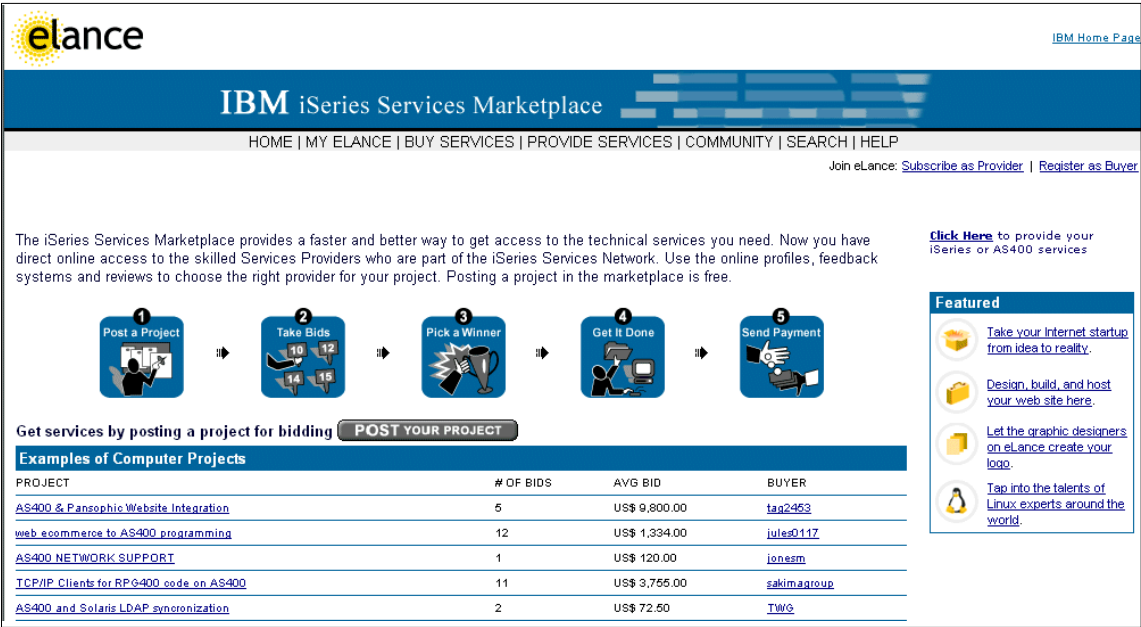 elance
IBM Home Page
IBM iSeries Services Marketplace
HOME | MY ELANCE | BUY SERVICES | PROVIDE SERVICES | COMMUNITY | SEARCH | HELP
Join eLance: Subscribe as Provider | Register as Buyer
The iSeries Services Marketplace provides a faster and better way to get access to the technical services you need. Now you have
direct online access to the skilled Services Providers who are part of the iSeries Services Network. Use the online profiles, feedback
systems and reviews to choose the right provider for your project. Posting a project in the marketplace is free.
Click Here to provide your
iSeries or AS400 services
1 2 3 4 5
Post a Project Take Bids Pick a Winner Get It Done Send Payment
10 12
14 15
Get services by posting a project for bidding POST YOUR PROJECT
Examples of Computer Projects
PROJECT # OF BIDS AVG BID BUYER
AS400 & Pansophic Website Integration 5 US$ 9,800.00 tag2453
web ecommerce to AS400 programming 12 US$ 1,334.00 jules0117
AS400 NETWORK SUPPORT 1 US$ 120.00 jonesm
TCP/IP Clients for RPG400 code on AS400 11 US$ 3,755.00 sakimagroup
AS400 and Solaris LDAP syncronization 2 US$ 72.50 TWG
Featured
Take your Internet startup
from idea to reality.
Design, build, and host
your web site here.
Let the graphic designers
on eLance create your
logo.
Tap into the talents of
Linux experts around the
world.